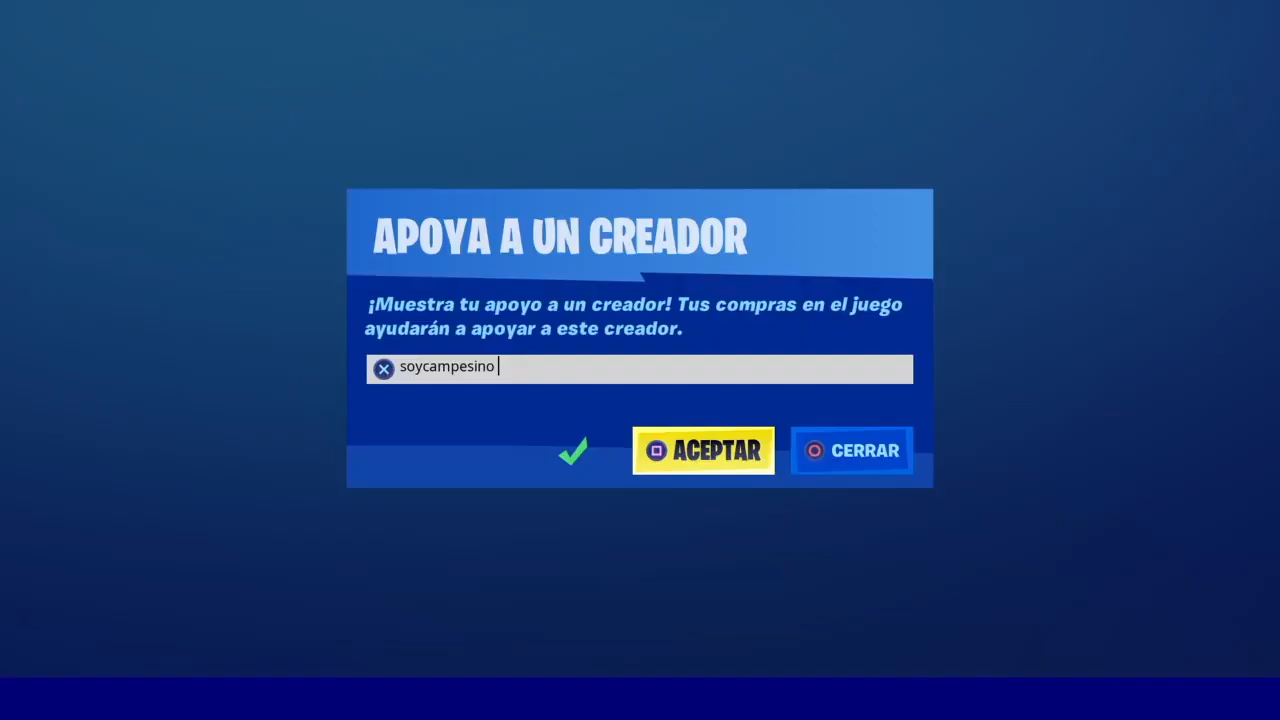 APOYA A UN CREADOR
¡Muestra tu apoyo a un creador! Tus compras en el juego
ayudarán a apoyar a este creador.
soycampesino
ACEPTAR
CERRAR